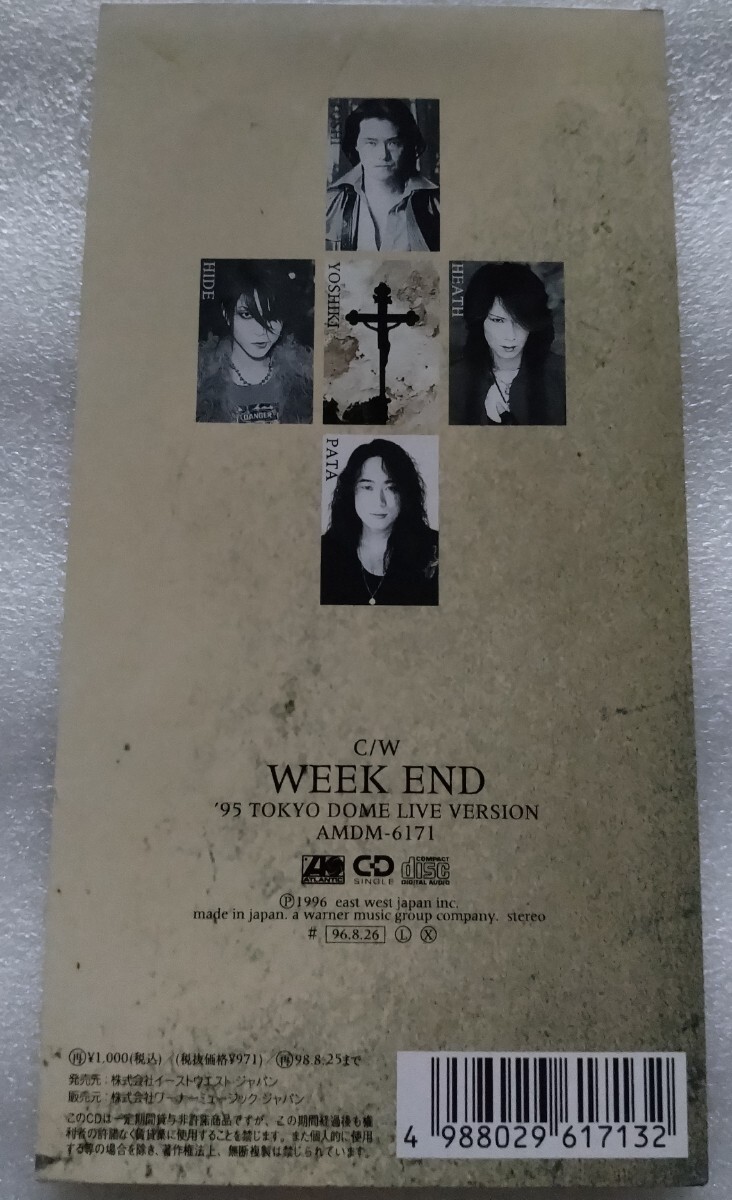 TOSHI
HIDE
YOSHIKI
HEATH
DANGER
PATA
C/W
WEEK END
'95 TOKYO DOME LIVE VERSION
AMDM-6171
ATLANTIC
CD SINGLE
COMPACT disc DIGITAL AUDIO
Ⓟ1996 east west japan inc.
made in japan. a warner music group company. stereo
# 96.8.26 Ⓛ Ⓧ
㊢¥1,000(税込)/(税抜価格¥971)/㊢98.8.25まで
発売元：株式会社イーストウエスト・ジャパン
販売元：株式会社ワーナーミュージック・ジャパン
このCDは一定期間貸与非許諾商品ですが、この期間経過後も権
利者の許諾なく賃貸業に使用することを禁じます。また個人的に使用
する等の場合を除き、著作権法上、無断複製は禁じられています。
4 988029 617132